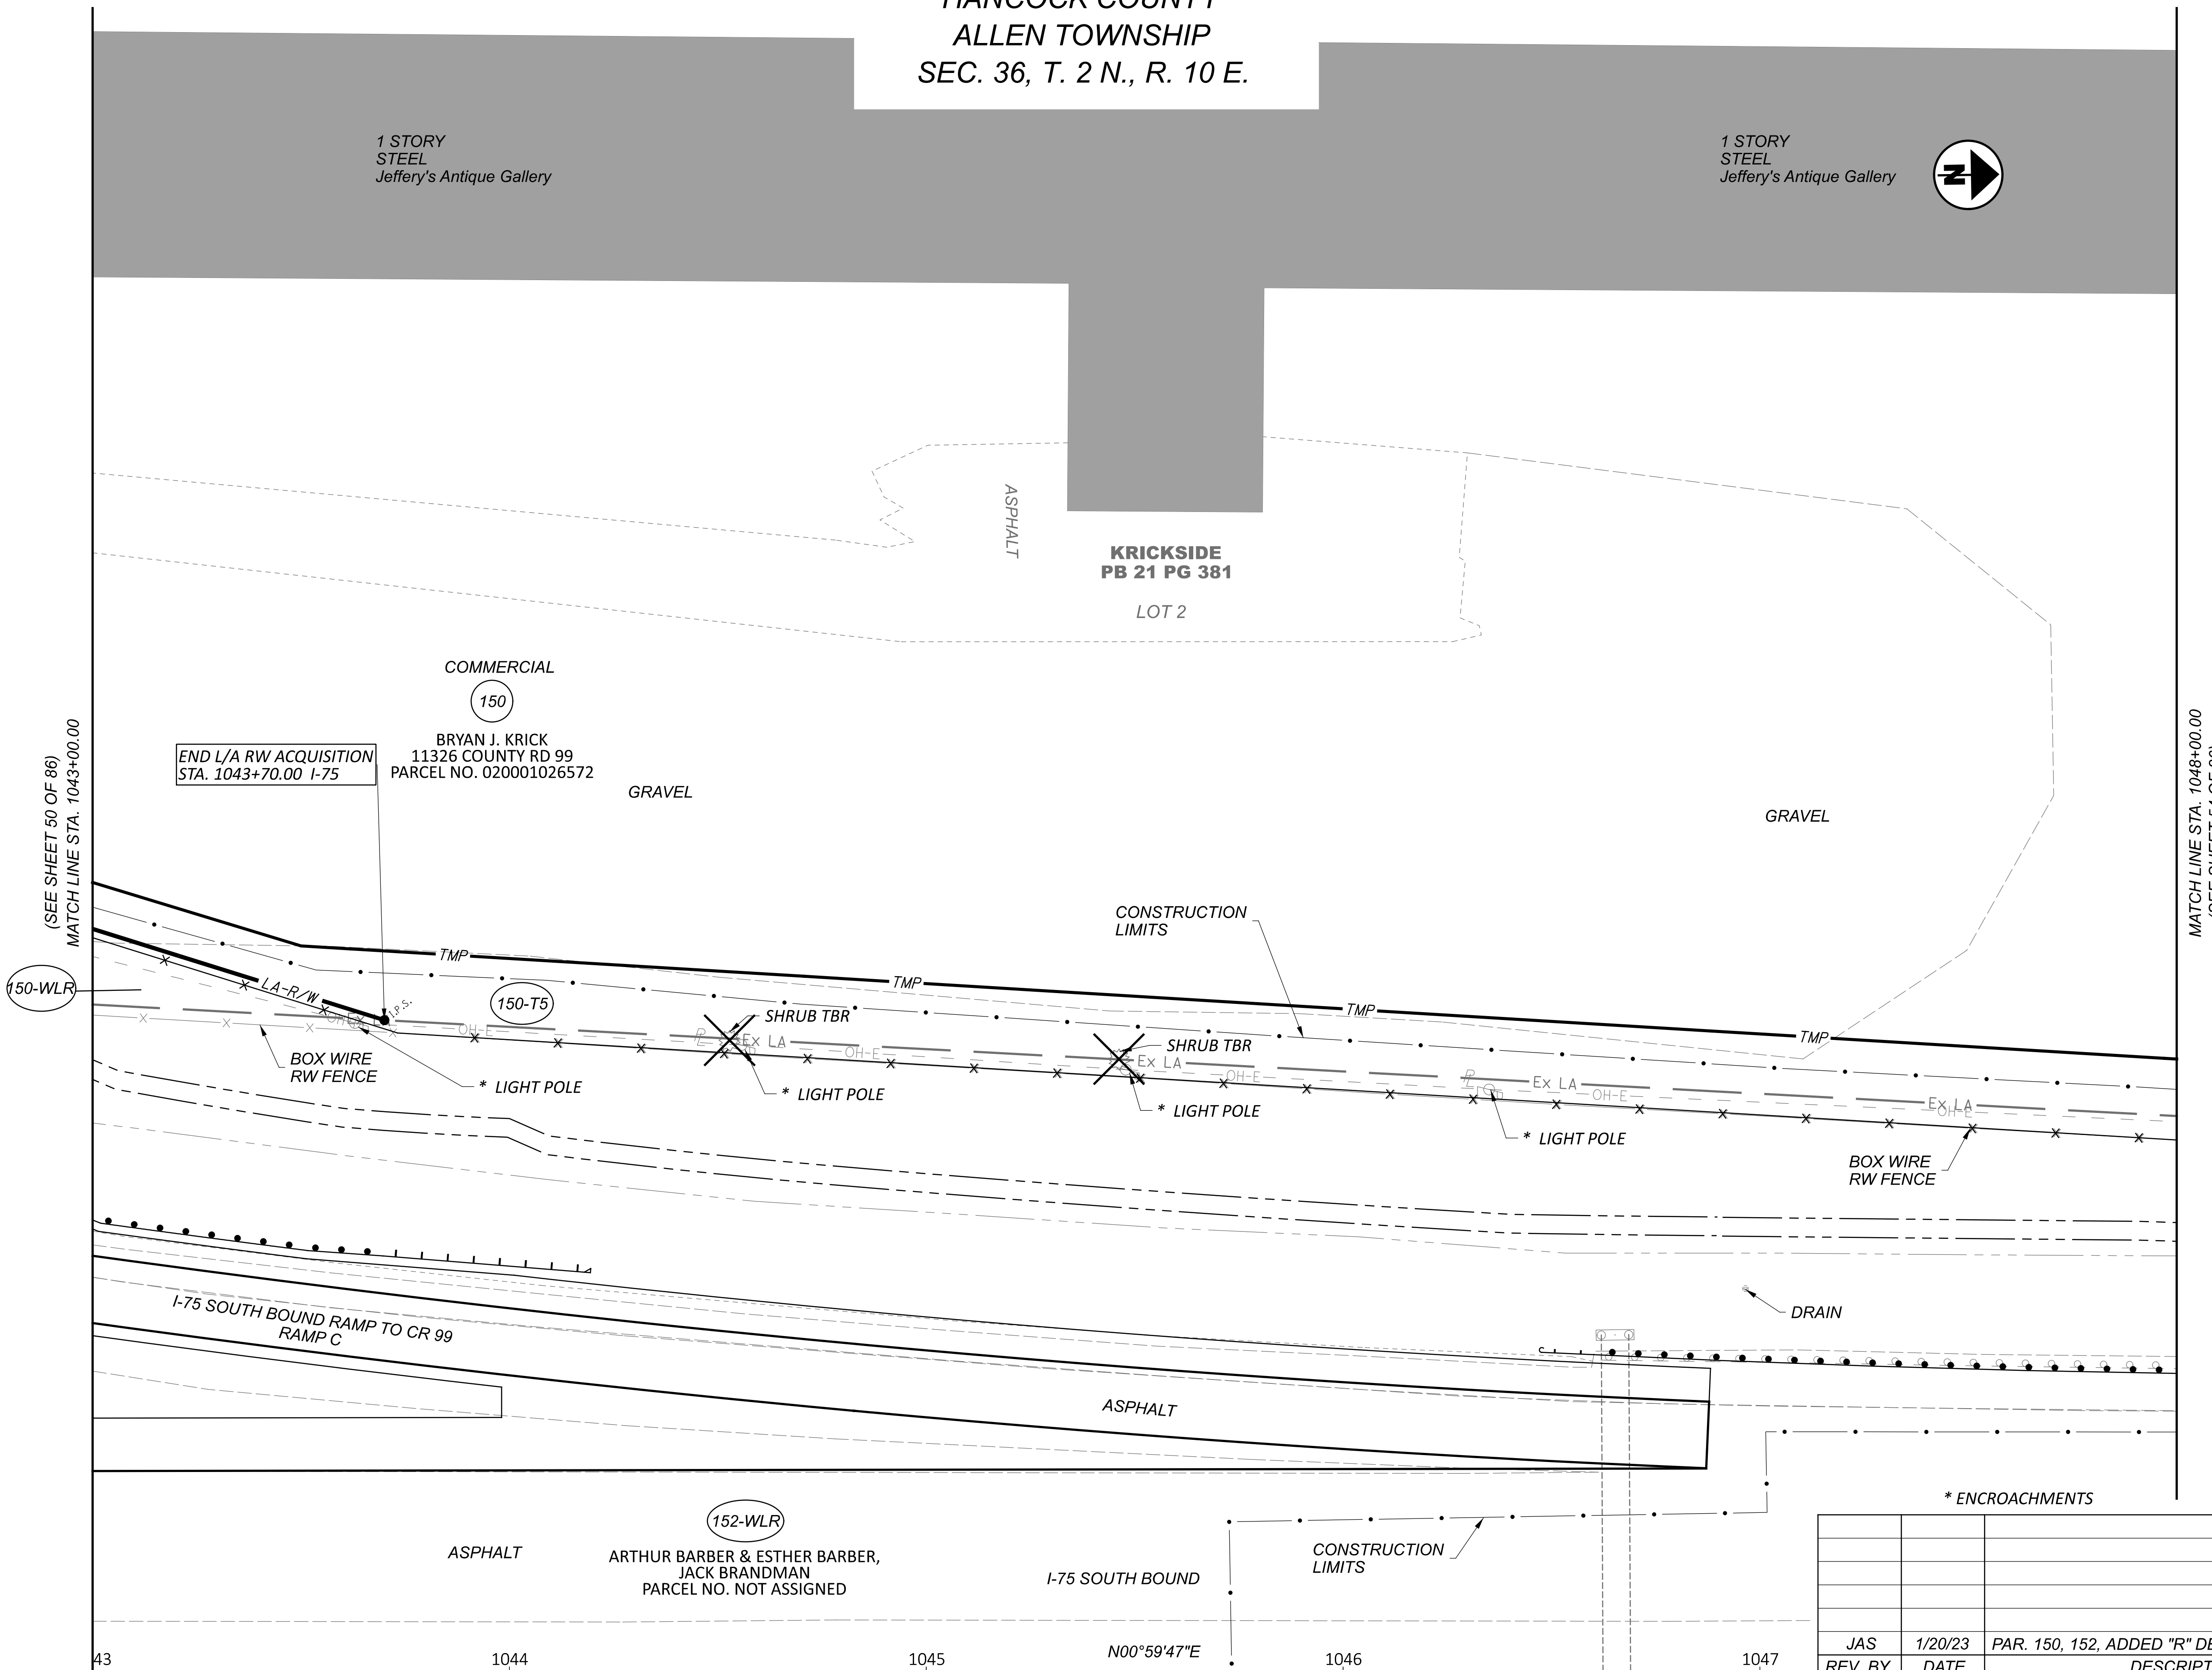 HANCOCK COUNTY
ALLEN TOWNSHIP
SEC. 36, T. 2 N., R. 10 E.
1 STORY
STEEL
Jeffery's Antique Gallery
1 STORY
STEEL
Jeffery's Antique Gallery
N
ASPHALT
KRICKSIDE
PB 21 PG 381
LOT 2
COMMERCIAL
150
BRYAN J. KRICK
11326 COUNTY RD 99
PARCEL NO. 020001026572
END L/A RW ACQUISITION
STA. 1043+70.00 I-75
GRAVEL
GRAVEL
(SEE SHEET 50 OF 86)
MATCH LINE STA. 1043+00.00
MATCH LINE STA. 1048+00.00
CONSTRUCTION
LIMITS
TMP
TMP
TMP
TMP
150-WLR
LA-R/W
I.P.S.
150-T5
SHRUB TBR
SHRUB TBR
Ex LA
Ex LA
Ex LA
Ex LA
OH-E
OH-E
OH-E
OH-E
OH-E
BOX WIRE
RW FENCE
* LIGHT POLE
* LIGHT POLE
* LIGHT POLE
* LIGHT POLE
BOX WIRE
RW FENCE
DRAIN
I-75 SOUTH BOUND RAMP TO CR 99
RAMP C
ASPHALT
152-WLR
ARTHUR BARBER & ESTHER BARBER,
JACK BRANDMAN
PARCEL NO. NOT ASSIGNED
ASPHALT
I-75 SOUTH BOUND
CONSTRUCTION
LIMITS
* ENCROACHMENTS
N00°59'47"E
43
1044
1045
1046
1047
JAS 1/20/23 PAR. 150, 152, ADDED "R" DE
REV. BY DATE DESCRIPT